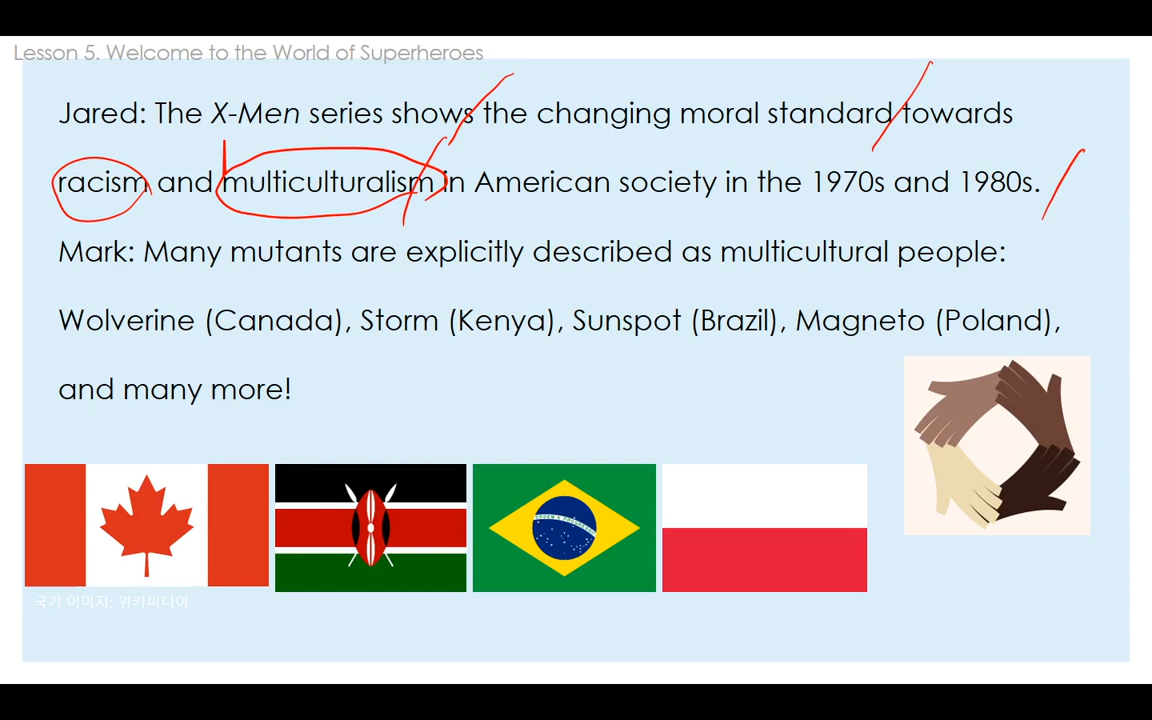 Lesson 5. Welcome to the World of Superheroes
Jared: The X-Men series shows the changing moral standard towards
racism and multiculturalism in American society in the 1970s and 1980s.
Mark: Many mutants are explicitly described as multicultural people:
Wolverine (Canada), Storm (Kenya), Sunspot (Brazil), Magneto (Poland),
and many more!
국기 이미지: 위키피디아